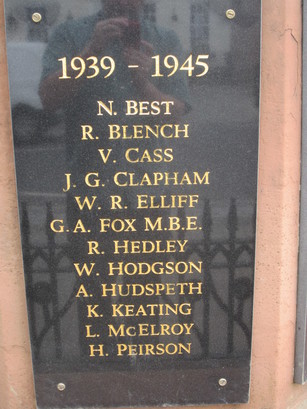 1939 - 1945
N. BEST
R. BLENCH
V. CASS
J. G. CLAPHAM
W. R. ELLIFF
G. A. FOX M.B.E.
R. HEDLEY
W. HODGSON
A. HUDSPETH
K. KEATING
L. MCELROY
H. PEIRSON